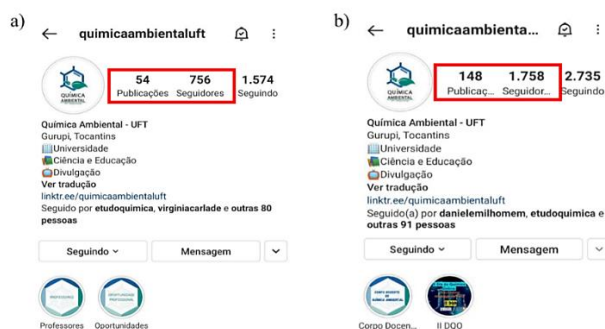 a)
quimicaambientaluft
54 756 1.574
Publicações Seguidores Seguindo
QUÍMICA
AMBIENTAL
Química Ambiental - UFT
Gurupi, Tocantins
Universidade
Ciência e Educação
Divulgação
Ver tradução
linktr.ee/quimicaambientaluft
Seguido por etudoquimica, virginiacarlade e outras 80
pessoas
Seguindo Mensagem
PROFESSORES
Professores Oportunidades
b)
quimicaambienta...
148 1.758 2.735
Publicaç... Seguidor... Seguindo
QUÍMICA
AMBIENTAL
Química Ambiental - UFT
Gurupi, Tocantins
Universidade
Ciência e Educação
Divulgação
Ver tradução
linktr.ee/quimicaambientaluft
Seguido(a) por danielemilhomem, etudoquimica e
outras 91 pessoas
Seguindo Mensagem
Corpo Docen... II DQO